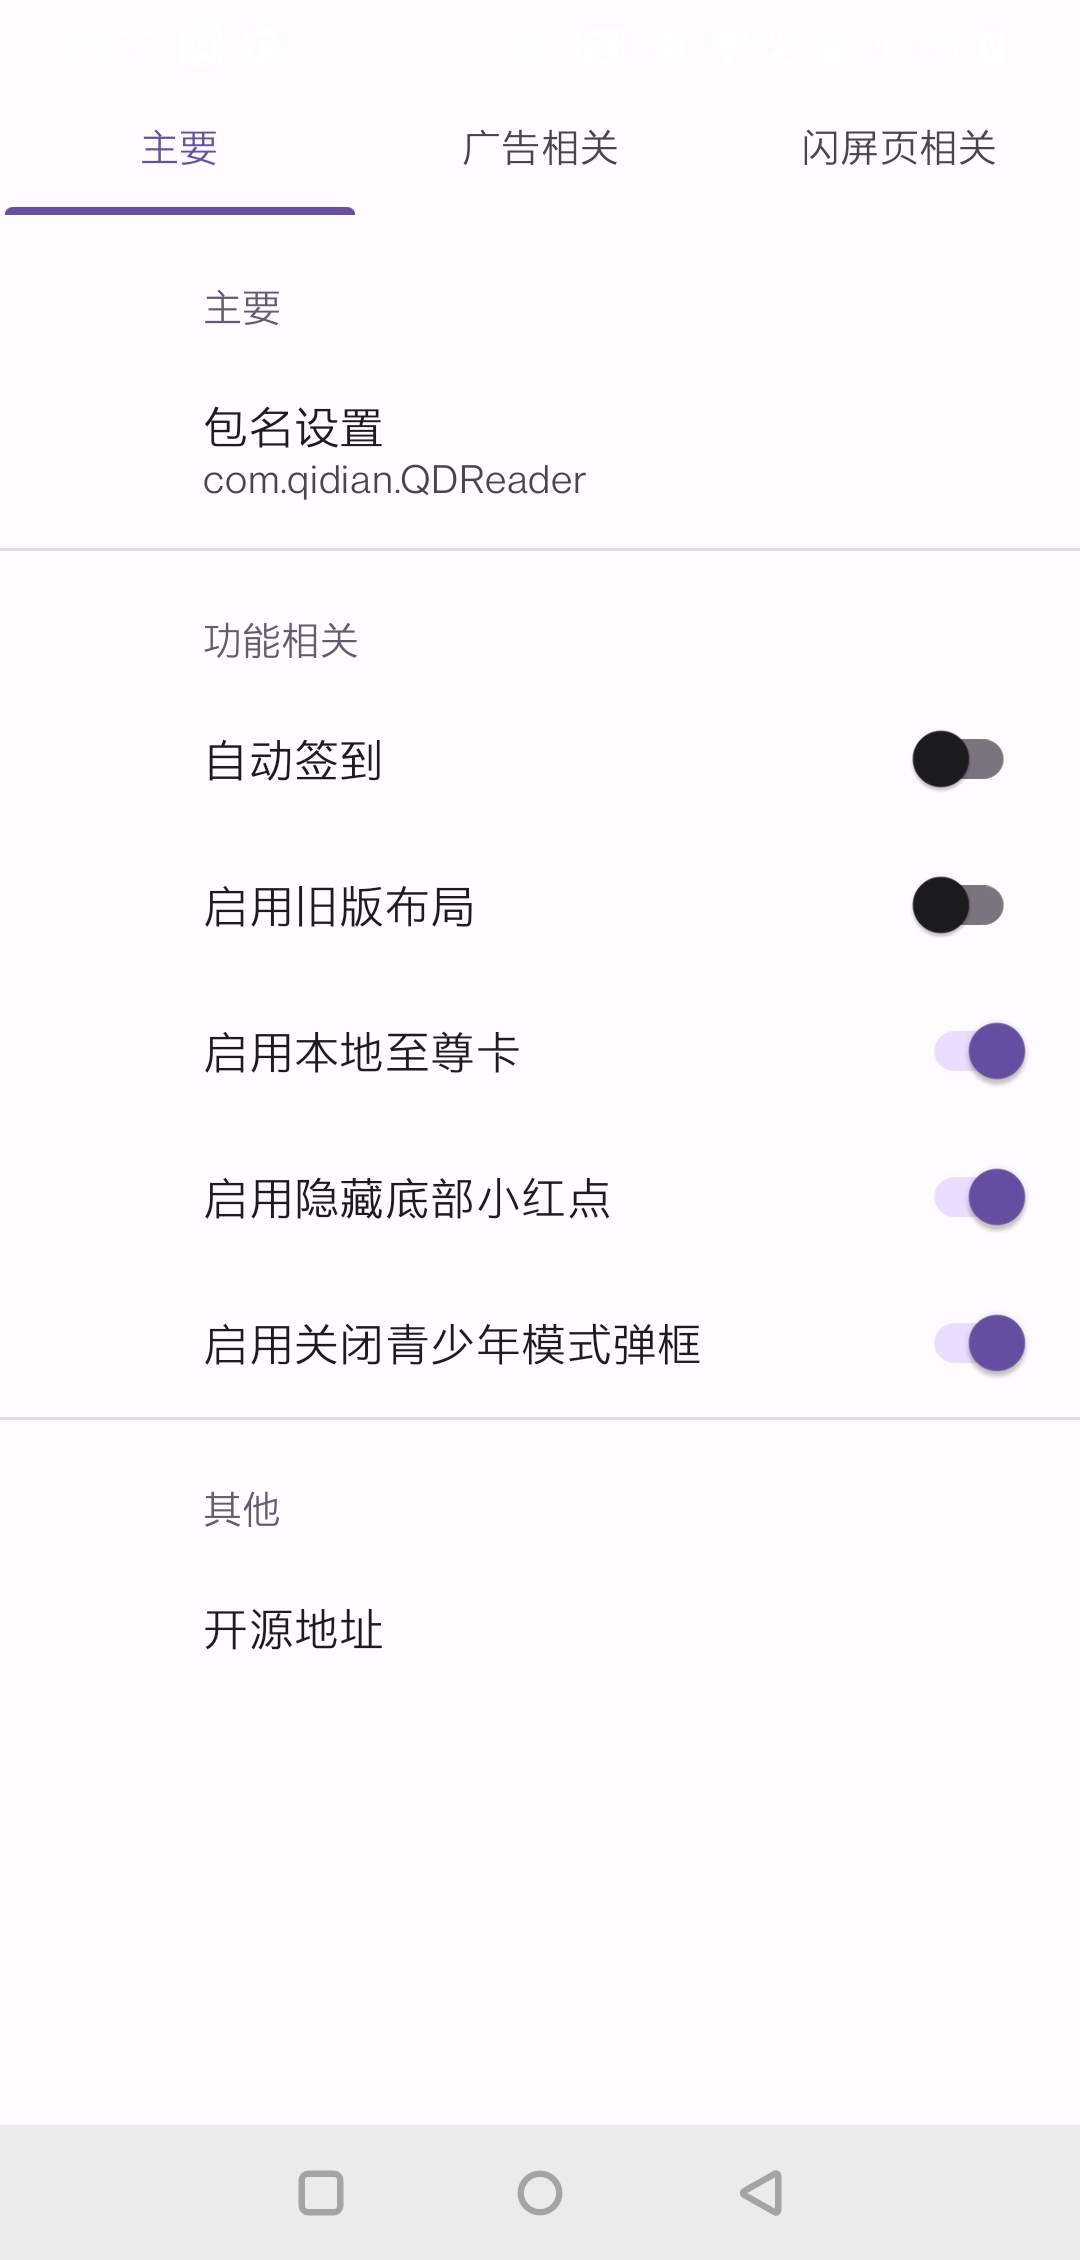 主要
广告相关
闪屏页相关
主要
包名设置
com.qidian.QDReader
功能相关
自动签到
启用旧版布局
启用本地至尊卡
启用隐藏底部小红点
启用关闭青少年模式弹框
其他
开源地址